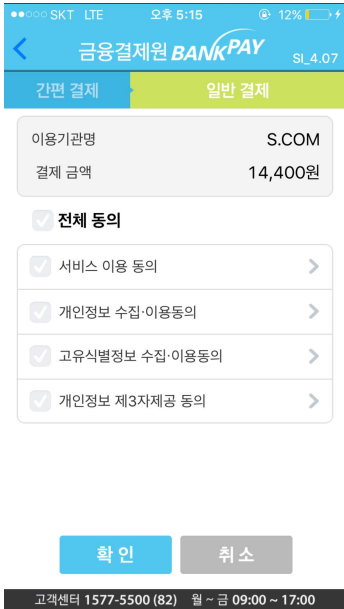 SKT LTE 오후 5:15 12%
금융결제원 BANKPAY SI_4.07
간편 결제 일반 결제
이용기관명 S.COM
결제 금액 14,400원
전체 동의
서비스 이용 동의
개인정보 수집·이용동의
고유식별정보 수집·이용동의
개인정보 제3자제공 동의
확 인 취 소
고객센터 1577-5500 (82) 월 ~ 금 09:00 ~ 17:00